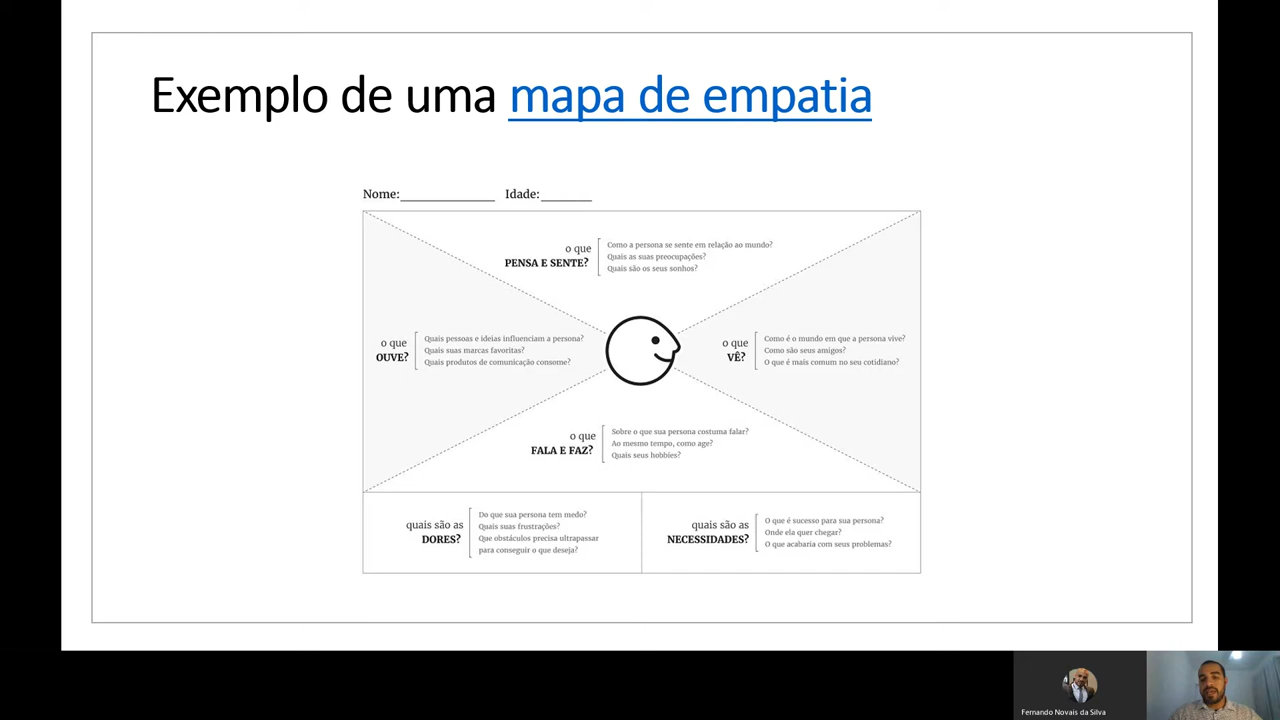 Exemplo de uma mapa de empatia
Nome:_______________ Idade:________
o que
PENSA E SENTE?
Como a persona se sente em relação ao mundo?
Quais as suas preocupações?
Quais são os seus sonhos?
o que
OUVE?
Quais pessoas e ideias influenciam a persona?
Quais suas marcas favoritas?
Quais produtos de comunicação consome?
o que
VÊ?
Como é o mundo em que a persona vive?
Como são seus amigos?
O que é mais comum no seu cotidiano?
o que
FALA E FAZ?
Sobre o que sua persona costuma falar?
Ao mesmo tempo, como age?
Quais seus hobbies?
quais são as
DORES?
Do que sua persona tem medo?
Quais suas frustrações?
Que obstáculos precisa ultrapassar
para conseguir o que deseja?
quais são as
NECESSIDADES?
O que é sucesso para sua persona?
Onde ela quer chegar?
O que acabaria com seus problemas?
Fernando Novais da Silva